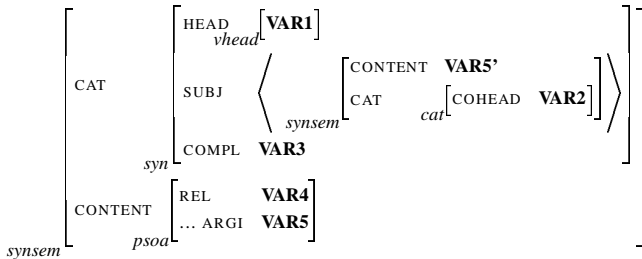 HEAD vhead[VAR1]
CONTENT VAR5’
CAT SUBJ synsem
CAT cat[COHEAD VAR2]
syn COMPL VAR3
CONTENT REL VAR4
synsem psoa ... ARGI VAR5